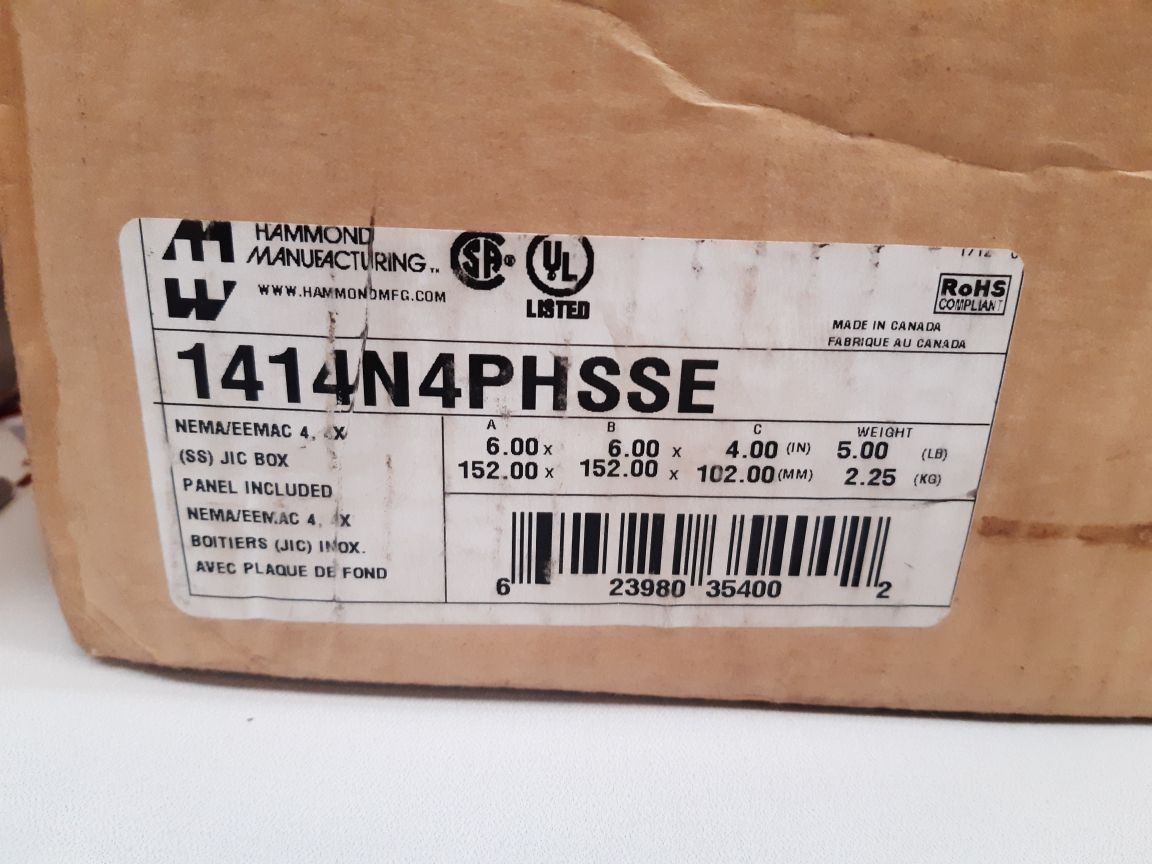 HAMMOND
MANUFACTURING™
WWW.HAMMONDMFG.COM
SA®
UL
LISTED
RoHS
COMPLIANT
MADE IN CANADA
FABRIQUE AU CANADA
1414N4PHSSE
NEMA/EEMAC 4, 4X
(SS) JIC BOX
PANEL INCLUDED
NEMA/EEMAC 4, 4X
BOITIERS (JIC) INOX.
AVEC PLAQUE DE FOND
A B C WEIGHT
6.00 x 6.00 x 4.00 (IN) 5.00 (LB)
152.00 x 152.00 x 102.00 (MM) 2.25 (KG)
6 23980 35400 2